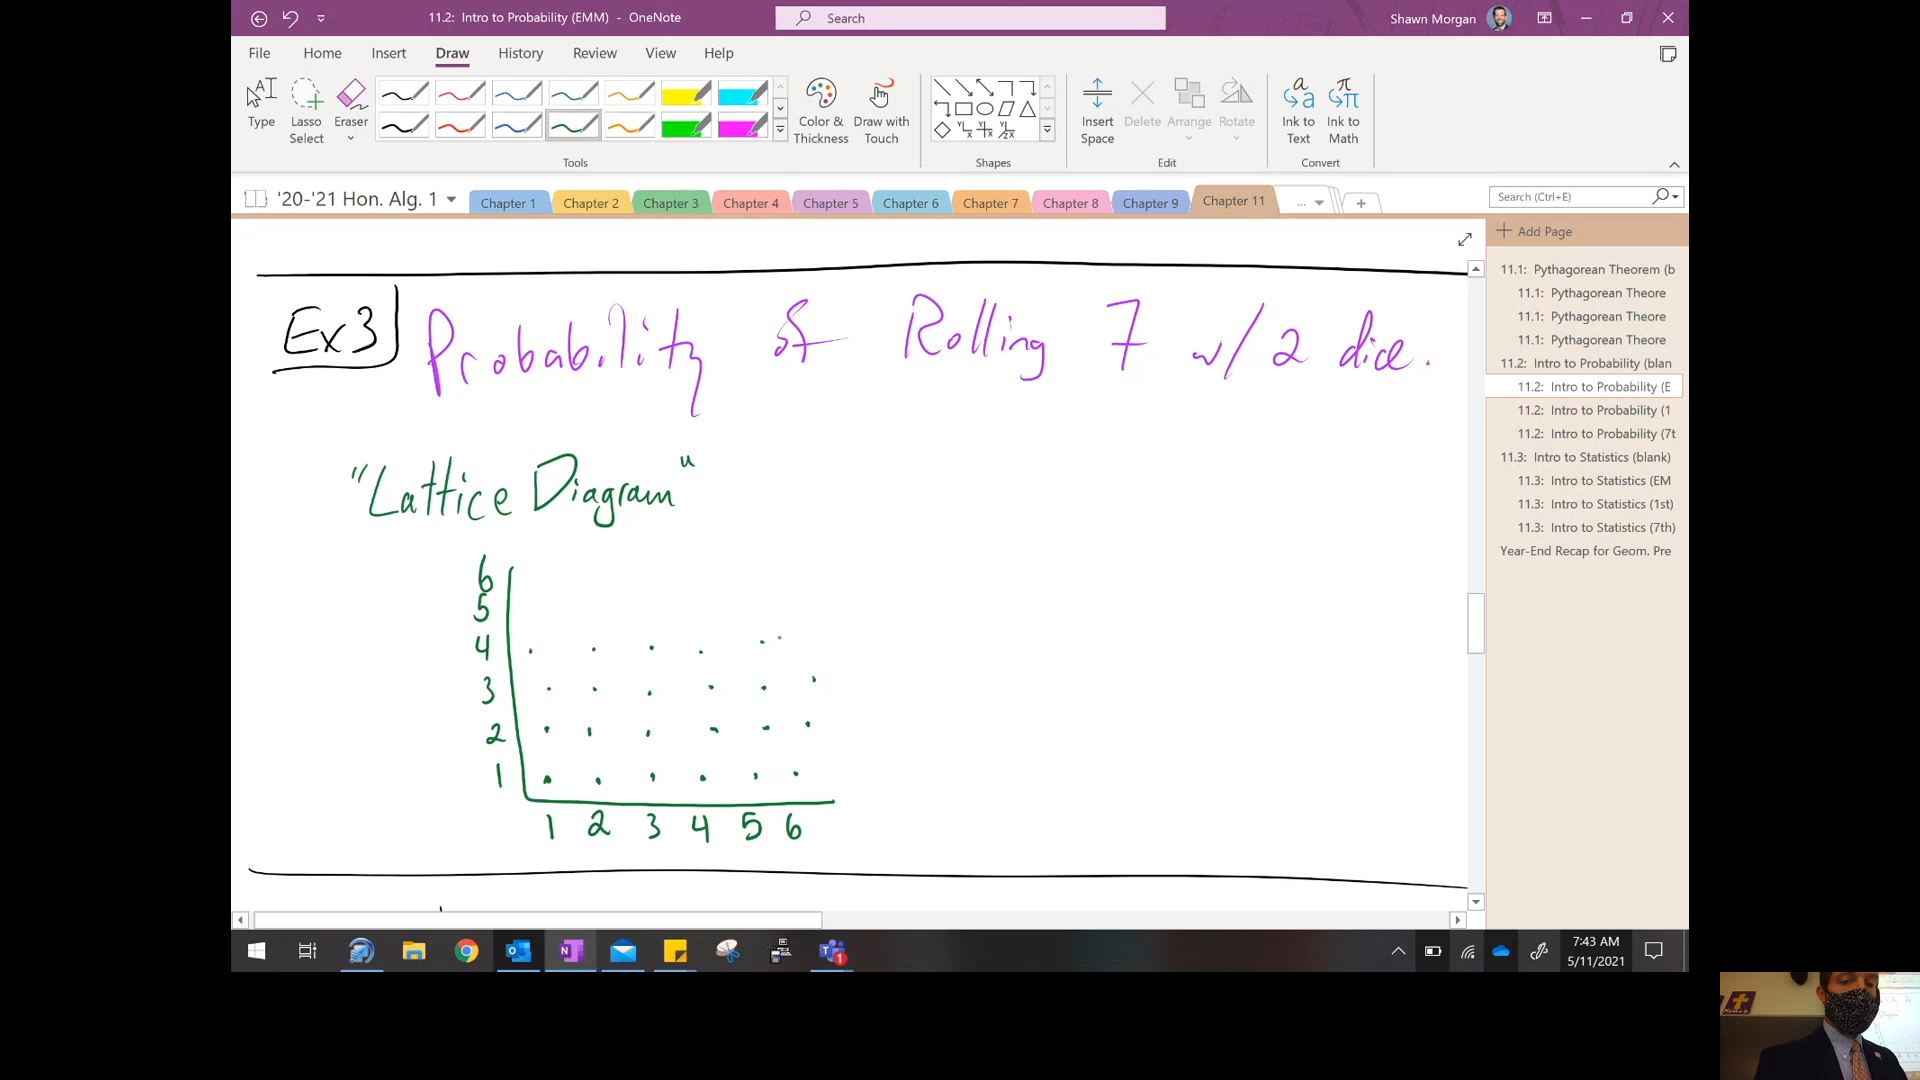 11.2: Intro to Probability (EMM) - OneNote
Search
Shawn Morgan
File Home Insert Draw History Review View Help
Type
Lasso Select
Eraser
Color & Thickness
Draw with Touch
Insert Space
Delete
Arrange
Rotate
Ink to Text
Ink to Math
Tools
Shapes
Edit
Convert
'20-'21 Hon. Alg. 1
Chapter 1 Chapter 2 Chapter 3 Chapter 4 Chapter 5 Chapter 6 Chapter 7 Chapter 8 Chapter 9 Chapter 11 ...
Search (Ctrl+E)
Add Page
11.1: Pythagorean Theorem (b
11.1: Pythagorean Theore
11.1: Pythagorean Theore
11.1: Pythagorean Theore
11.2: Intro to Probability (blan
11.2: Intro to Probability (E
11.2: Intro to Probability (1
11.2: Intro to Probability (7t
11.3: Intro to Statistics (blank)
11.3: Intro to Statistics (EM
11.3: Intro to Statistics (1st)
11.3: Intro to Statistics (7th)
Year-End Recap for Geom. Pre
Ex 3 Probability of Rolling 7 w/ 2 dice.
"Lattice Diagram"
6
5
4
3
2
1
1 2 3 4 5 6
7:43 AM
5/11/2021